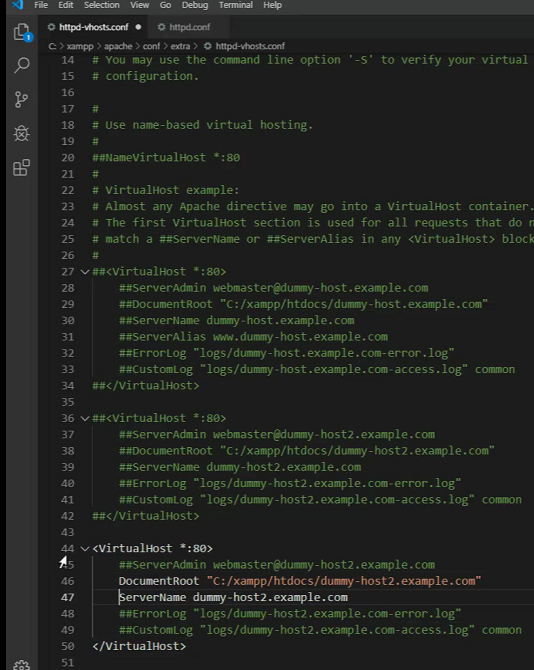 File Edit Selection View Go Debug Terminal Help
httpd-vhosts.conf httpd.conf
C: > xampp > apache > conf > extra > httpd-vhosts.conf
14 # You may use the command line option '-S' to verify your virtual
15 # configuration.
16
17 #
18 # Use name-based virtual hosting.
19 #
20 ##NameVirtualHost *:80
21 #
22 # VirtualHost example:
23 # Almost any Apache directive may go into a VirtualHost container.
24 # The first VirtualHost section is used for all requests that do n
25 # match a ##ServerName or ##ServerAlias in any <VirtualHost> block
26 #
27 ##<VirtualHost *:80>
28 ##ServerAdmin webmaster@dummy-host.example.com
29 ##DocumentRoot "C:/xampp/htdocs/dummy-host.example.com"
30 ##ServerName dummy-host.example.com
31 ##ServerAlias www.dummy-host.example.com
32 ##ErrorLog "logs/dummy-host.example.com-error.log"
33 ##CustomLog "logs/dummy-host.example.com-access.log" common
34 ##</VirtualHost>
35
36 ##<VirtualHost *:80>
37 ##ServerAdmin webmaster@dummy-host2.example.com
38 ##DocumentRoot "C:/xampp/htdocs/dummy-host2.example.com"
39 ##ServerName dummy-host2.example.com
40 ##ErrorLog "logs/dummy-host2.example.com-error.log"
41 ##CustomLog "logs/dummy-host2.example.com-access.log" common
42 ##</VirtualHost>
43
44 <VirtualHost *:80>
45 ##ServerAdmin webmaster@dummy-host2.example.com
46 DocumentRoot "C:/xampp/htdocs/dummy-host2.example.com"
47 ServerName dummy-host2.example.com
48 ##ErrorLog "logs/dummy-host2.example.com-error.log"
49 ##CustomLog "logs/dummy-host2.example.com-access.log" common
50 </VirtualHost>
51
1